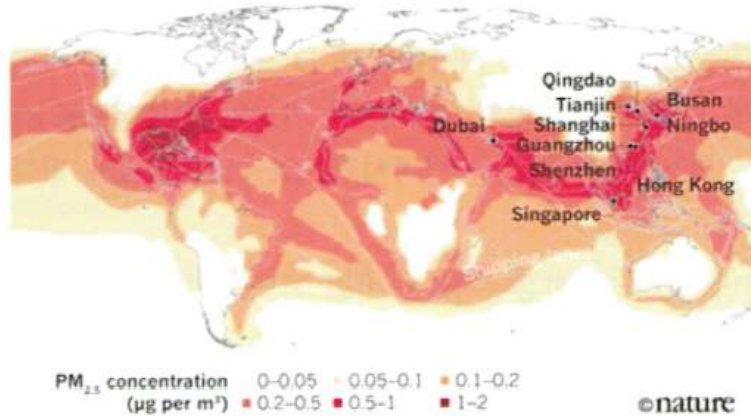 Qingdao
Tianjin
Busan
Dubai
Shanghai
Ningbo
Guangzhou
Shenzhen
Hong Kong
Singapore
Shipping lanes
PM2.5 concentration
(µg per m³)
0–0.05 0.05–0.1 0.1–0.2
0.2–0.5 0.5–1 1–2
©nature